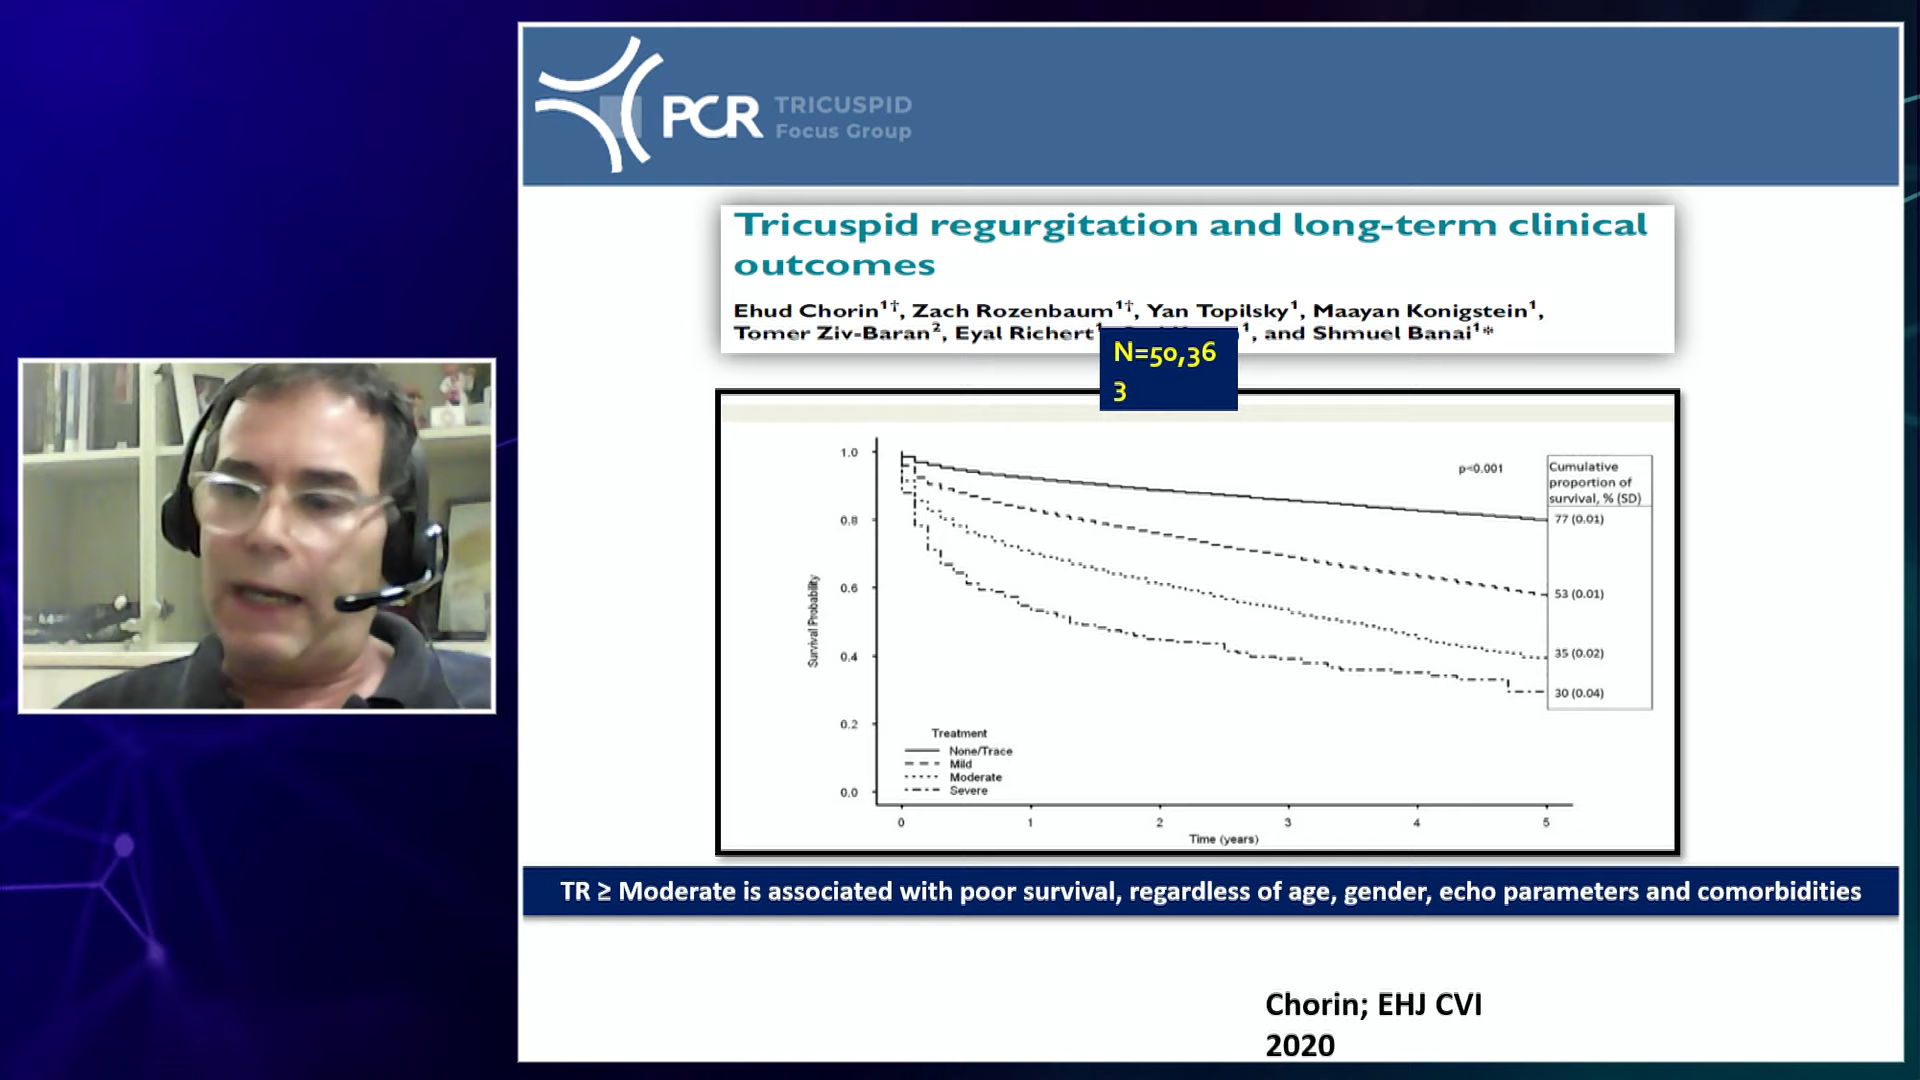 PCR TRICUSPID
Focus Group
Tricuspid regurgitation and long-term clinical
outcomes
Ehud Chorin1†, Zach Rozenbaum1†, Yan Topilsky1, Maayan Konigstein1,
Tomer Ziv-Baran2, Eyal Richert1, 1, and Shmuel Banai1*
N=50,36
3
1.0
0.8
0.6
0.4
0.2
0.0
Survival Probability
p<0.001
Cumulative
proportion of
survival, % (SD)
77 (0.01)
53 (0.01)
35 (0.02)
30 (0.04)
Treatment
None/Trace
Mild
Moderate
Severe
0 1 2 3 4 5
Time (years)
TR ≥ Moderate is associated with poor survival, regardless of age, gender, echo parameters and comorbidities
Chorin; EHJ CVI
2020